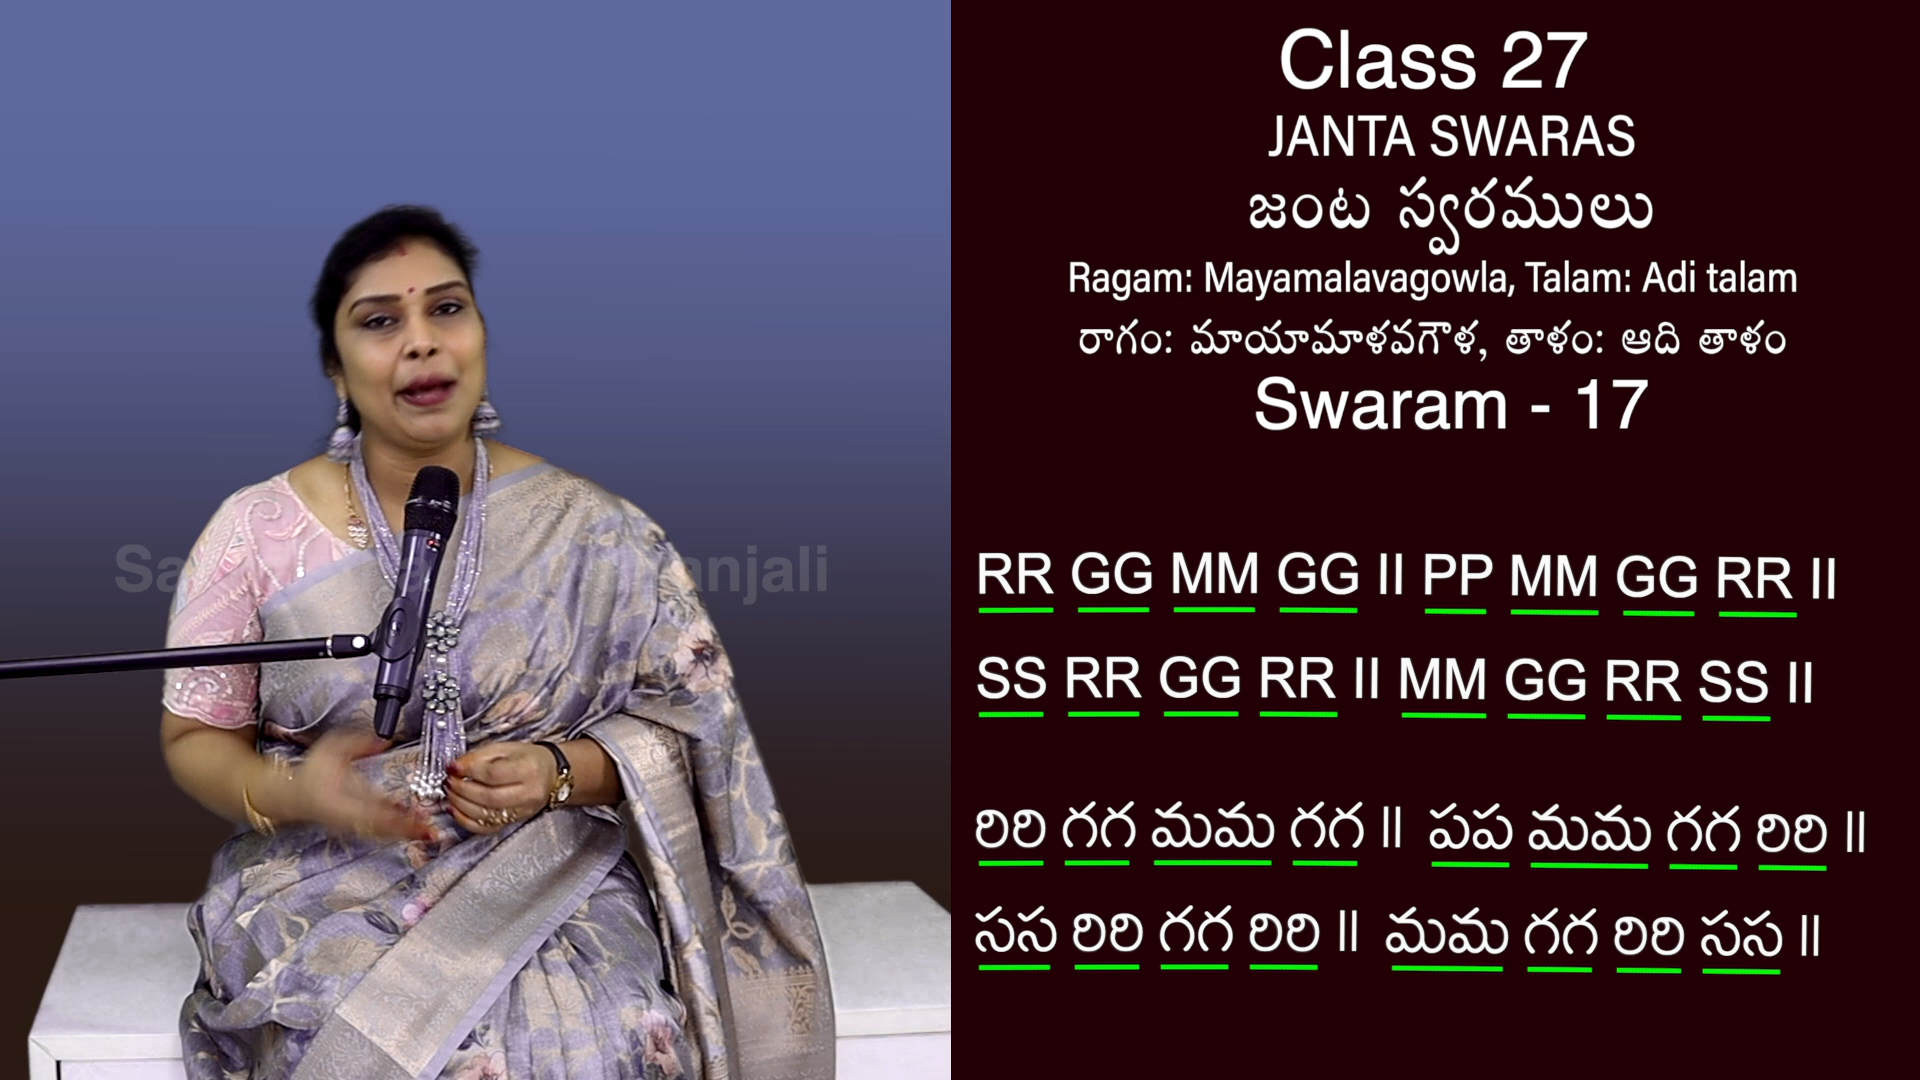 Class 27
JANTA SWARAS
జంట స్వరములు
Ragam: Mayamalavagowla, Talam: Adi talam
రాగం: మాయామాళవగౌళ, తాళం: ఆది తాళం
Swaram - 17
RR GG MM GG II PP MM GG RR II
SS RR GG RR II MM GG RR SS II
రిరి గగ మమ గగ || పప మమ గగ రిరి ||
సస రిరి గగ రిరి || మమ గగ రిరి సస ||